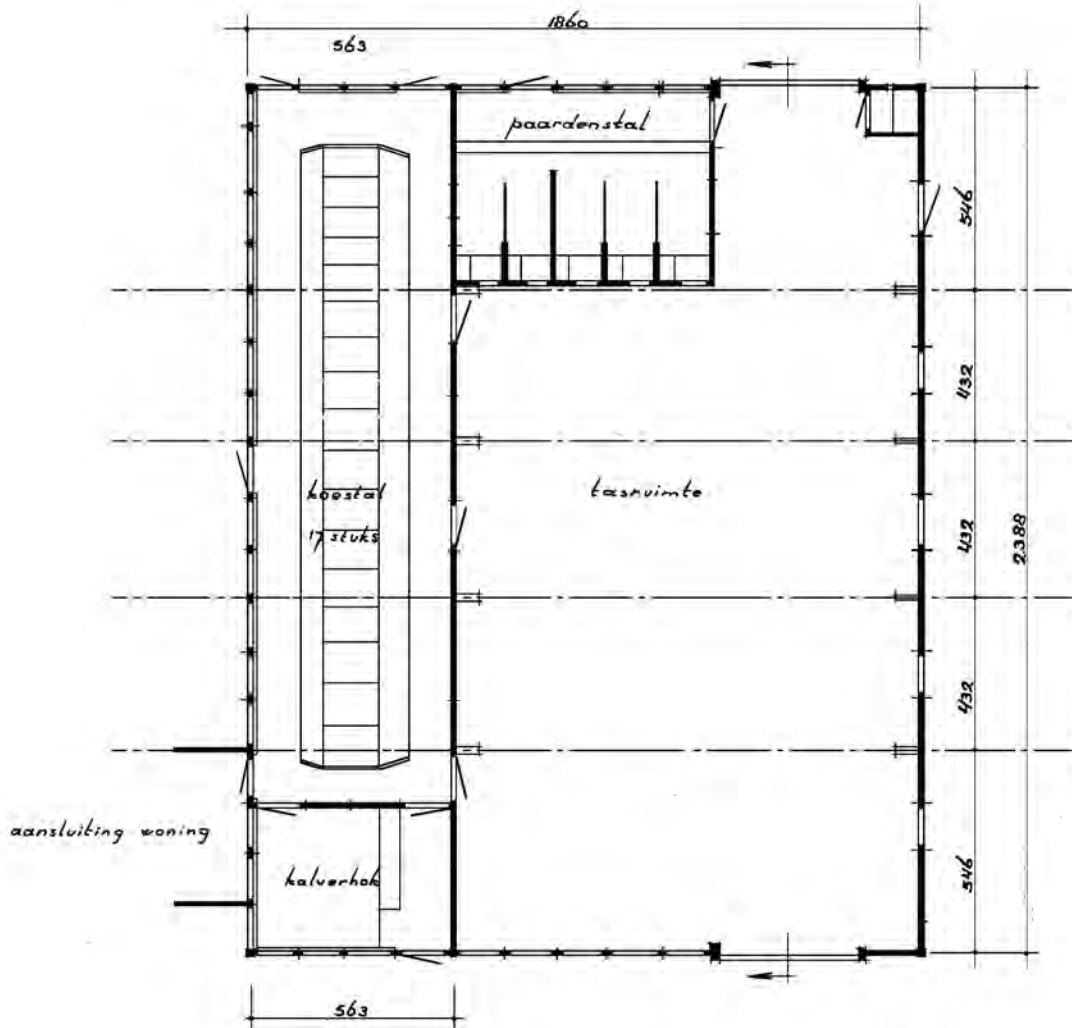 1860
563
paardenstal
546
432
koestal
tasruimte
17 stuks
432
2388
432
aansluiting woning
kalverhok
546
563